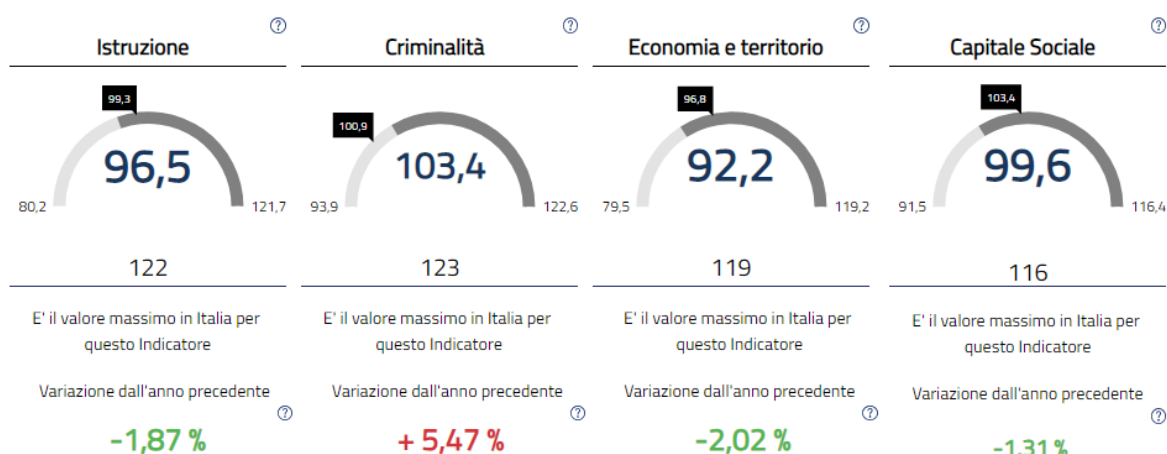 Istruzione
99,3
96,5
80,2
121,7
122
E' il valore massimo in Italia per
questo Indicatore
Variazione dall'anno precedente
-1,87 %
Criminalità
100,9
103,4
93,9
122,6
123
E' il valore massimo in Italia per
questo Indicatore
Variazione dall'anno precedente
+ 5,47 %
Economia e territorio
96,8
92,2
79,5
119,2
119
E' il valore massimo in Italia per
questo Indicatore
Variazione dall'anno precedente
-2,02 %
Capitale Sociale
103,4
99,6
91,5
116,4
116
E' il valore massimo in Italia per
questo Indicatore
Variazione dall'anno precedente
-1,31 %